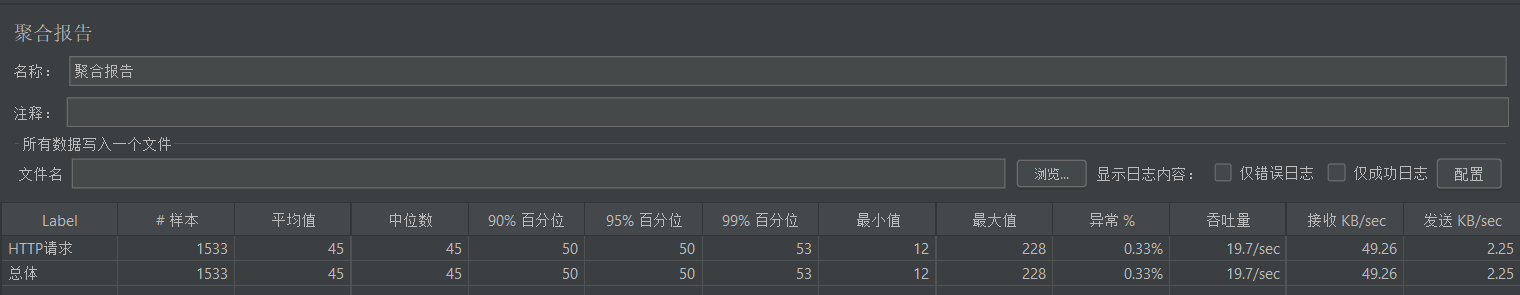 聚合报告
名称： 聚合报告
注释：
所有数据写入一个文件
文件名 浏览... 显示日志内容： 仅错误日志 仅成功日志 配置
Label # 样本 平均值 中位数 90% 百分位 95% 百分位 99% 百分位 最小值 最大值 异常 % 吞吐量 接收 KB/sec 发送 KB/sec
HTTP请求 1533 45 45 50 50 53 12 228 0.33% 19.7/sec 49.26 2.25
总体 1533 45 45 50 50 53 12 228 0.33% 19.7/sec 49.26 2.25